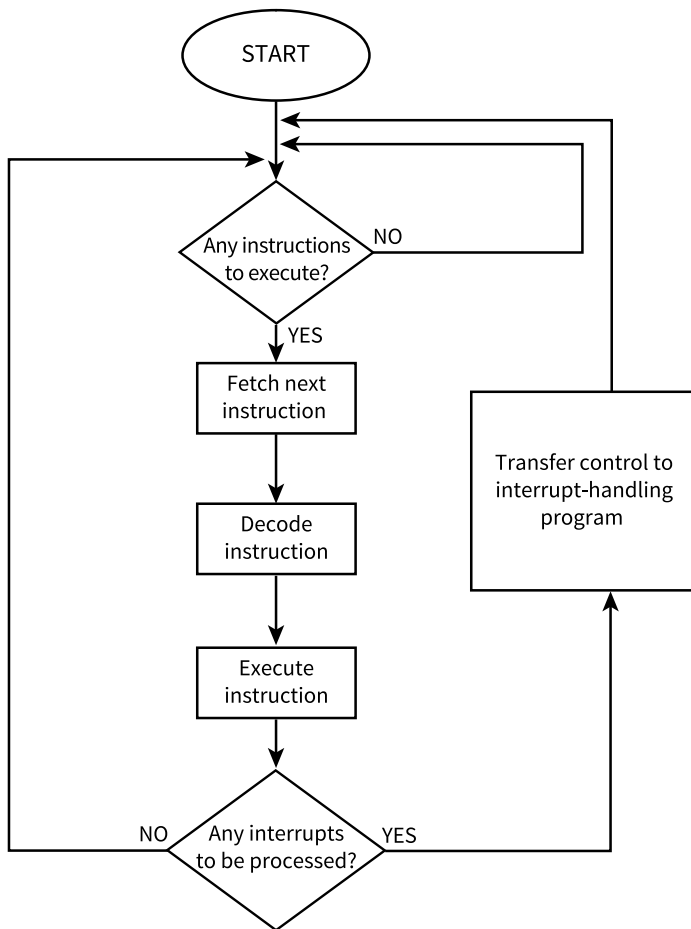 START
Any instructions
to execute?
NO
YES
Fetch next
instruction
Decode
instruction
Execute
instruction
Transfer control to
interrupt-handling
program
NO
Any interrupts
to be processed?
YES